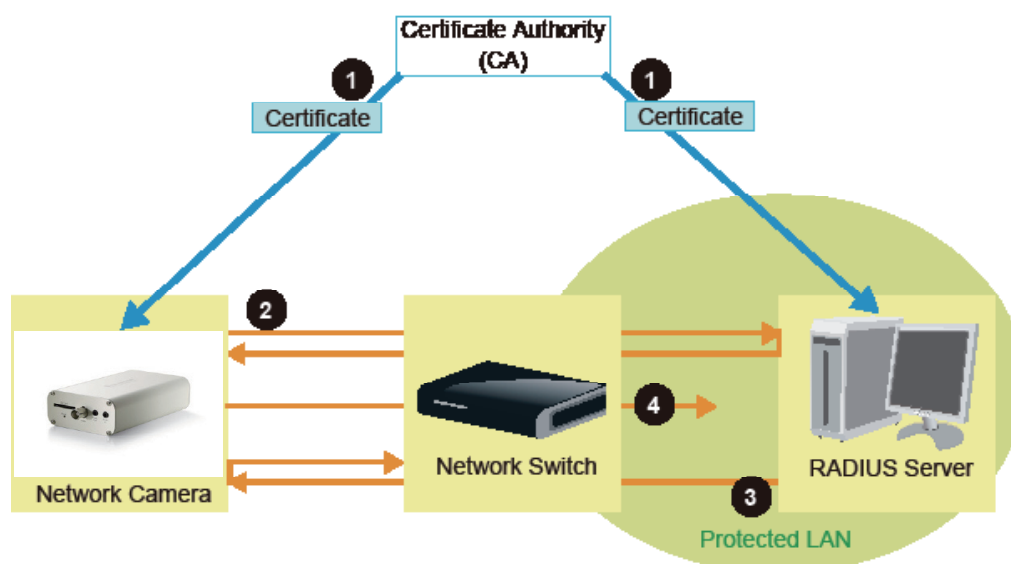 Certificate Authority
(CA)
1
1
Certificate
Certificate
2
4
Network Camera
Network Switch
RADIUS Server
3
Protected LAN